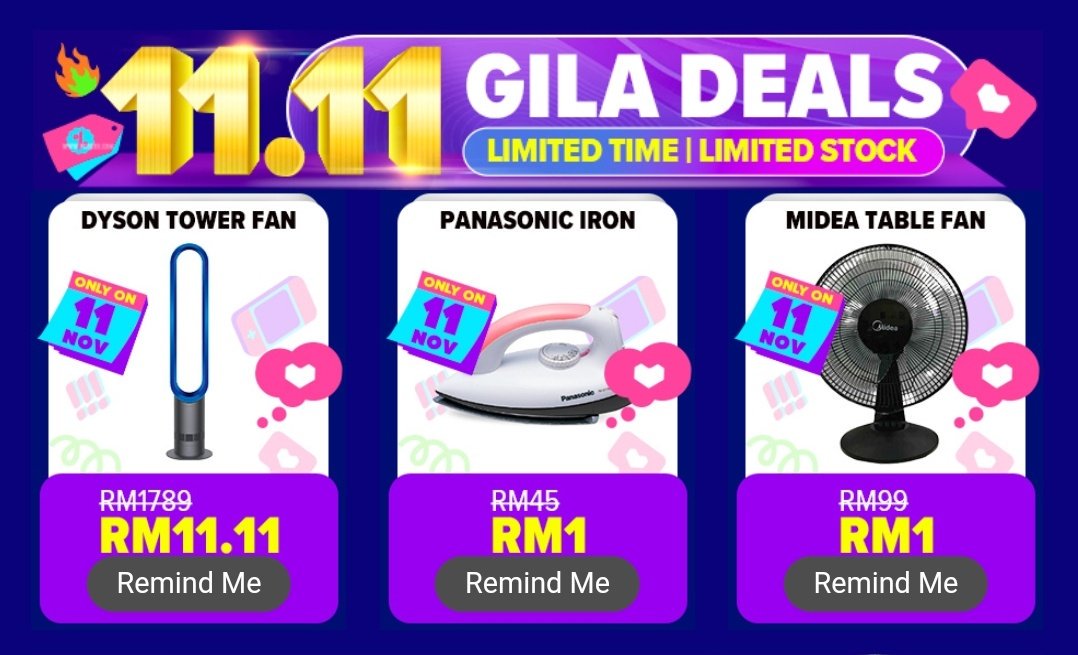 11.11
GILA DEALS
LIMITED TIME | LIMITED STOCK
DYSON TOWER FAN
ONLY ON
11
NOV
RM1789
RM11.11
Remind Me
PANASONIC IRON
ONLY ON
11
NOV
Panasonic
RM45
RM1
Remind Me
MIDEA TABLE FAN
ONLY ON
11
NOV
Midea
RM99
RM1
Remind Me